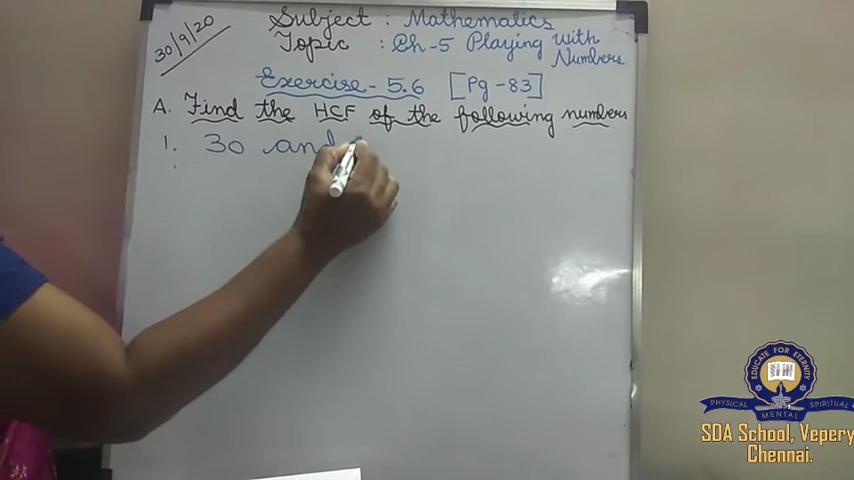 30/9/20
Subject : Mathematics
Topic : Ch-5 Playing with
Numbers
Exercise - 5.6 [Pg -83]
A. Find the HCF of the following numbers
1. 30 and
EDUCATE FOR ETERNITY
PHYSICAL MENTAL SPIRITUAL
SDA School, Vepery
Chennai.